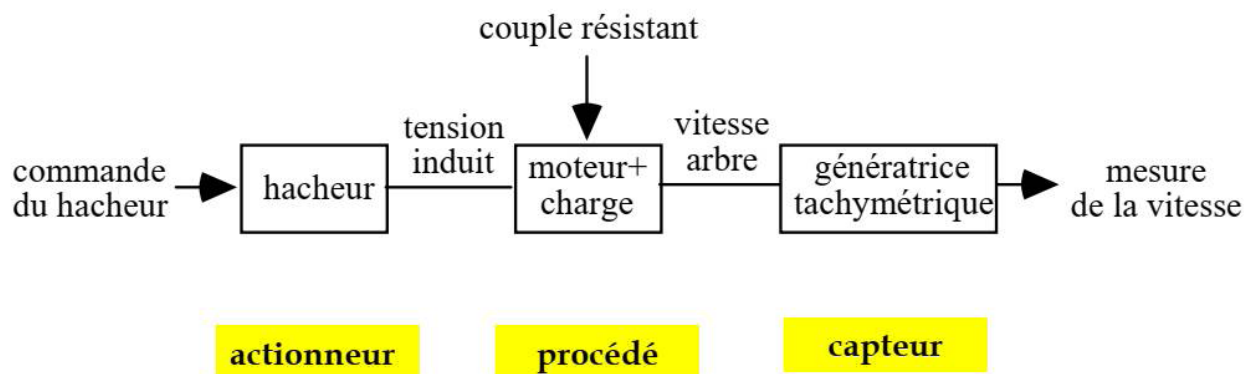 couple résistant
commande
du hacheur
hacheur
tension
induit
moteur+
charge
vitesse
arbre
génératrice
tachymétrique
mesure
de la vitesse
actionneur
procédé
capteur